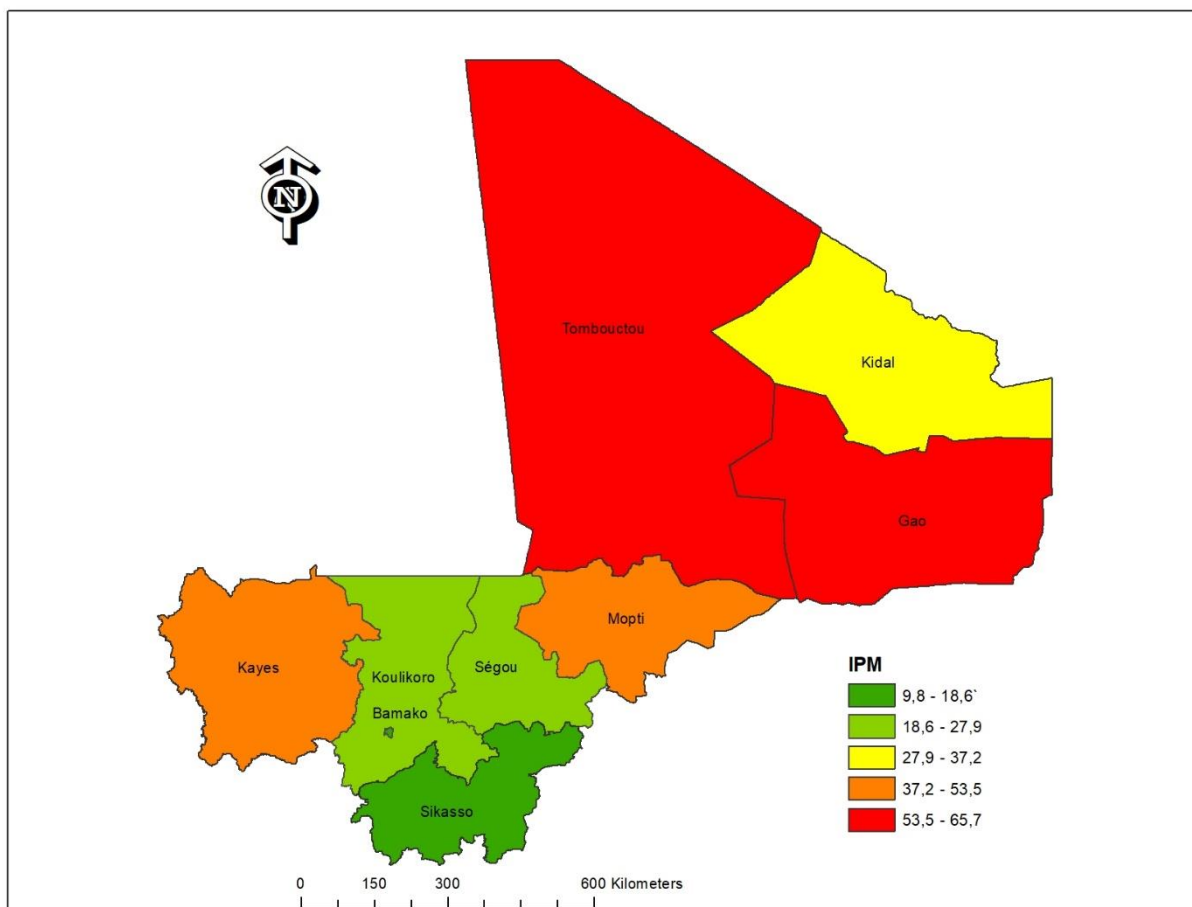 N
Tombouctou
Kidal
Gao
Mopti
Kayes
Koulikoro
Ségou
Bamako
Sikasso
IPM
9,8 - 18,6`
18,6 - 27,9
27,9 - 37,2
37,2 - 53,5
53,5 - 65,7
0 150 300 600 Kilometers